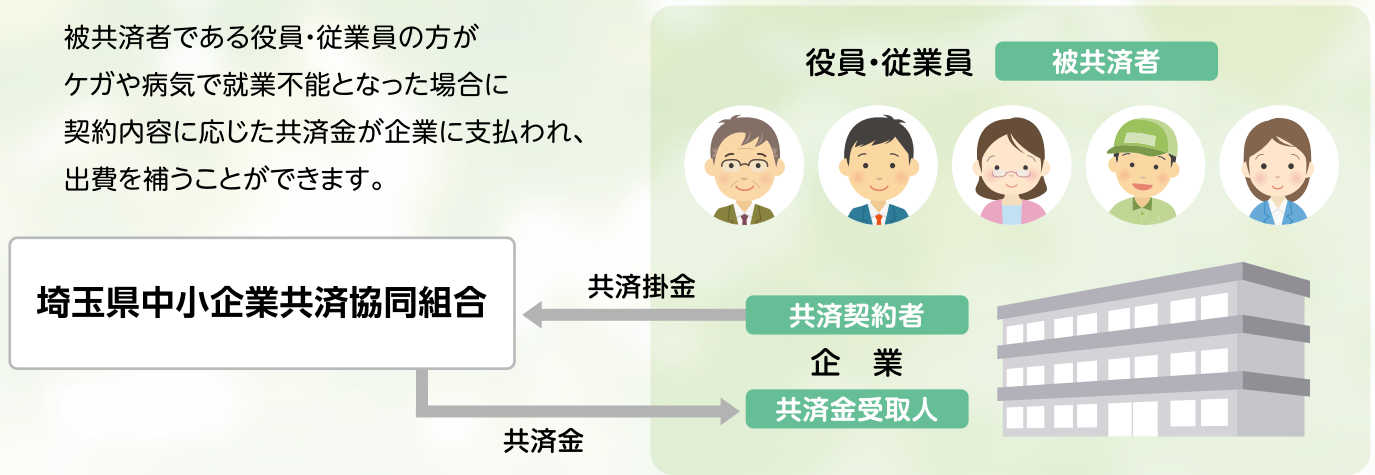 被共済者である役員・従業員の方が
ケガや病気で就業不能となった場合に
契約内容に応じた共済金が企業に支払われ、
出費を補うことができます。
役員・従業員 被共済者
埼玉県中小企業共済協同組合
共済掛金
共済契約者
企　業
共済金受取人
共済金